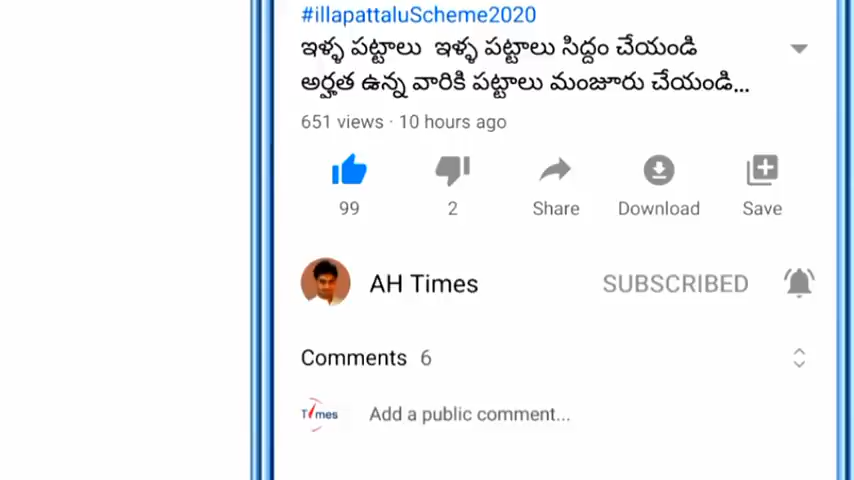 #illapattaluScheme2020
ఇళ్ళ పట్టాలు ఇళ్ళ పట్టాలు సిద్దం చేయండి
అర్హత ఉన్న వారికి పట్టాలు మంజూరు చేయండి...
651 views · 10 hours ago
99 2 Share Download Save
AH Times SUBSCRIBED
Comments 6
Times Add a public comment...